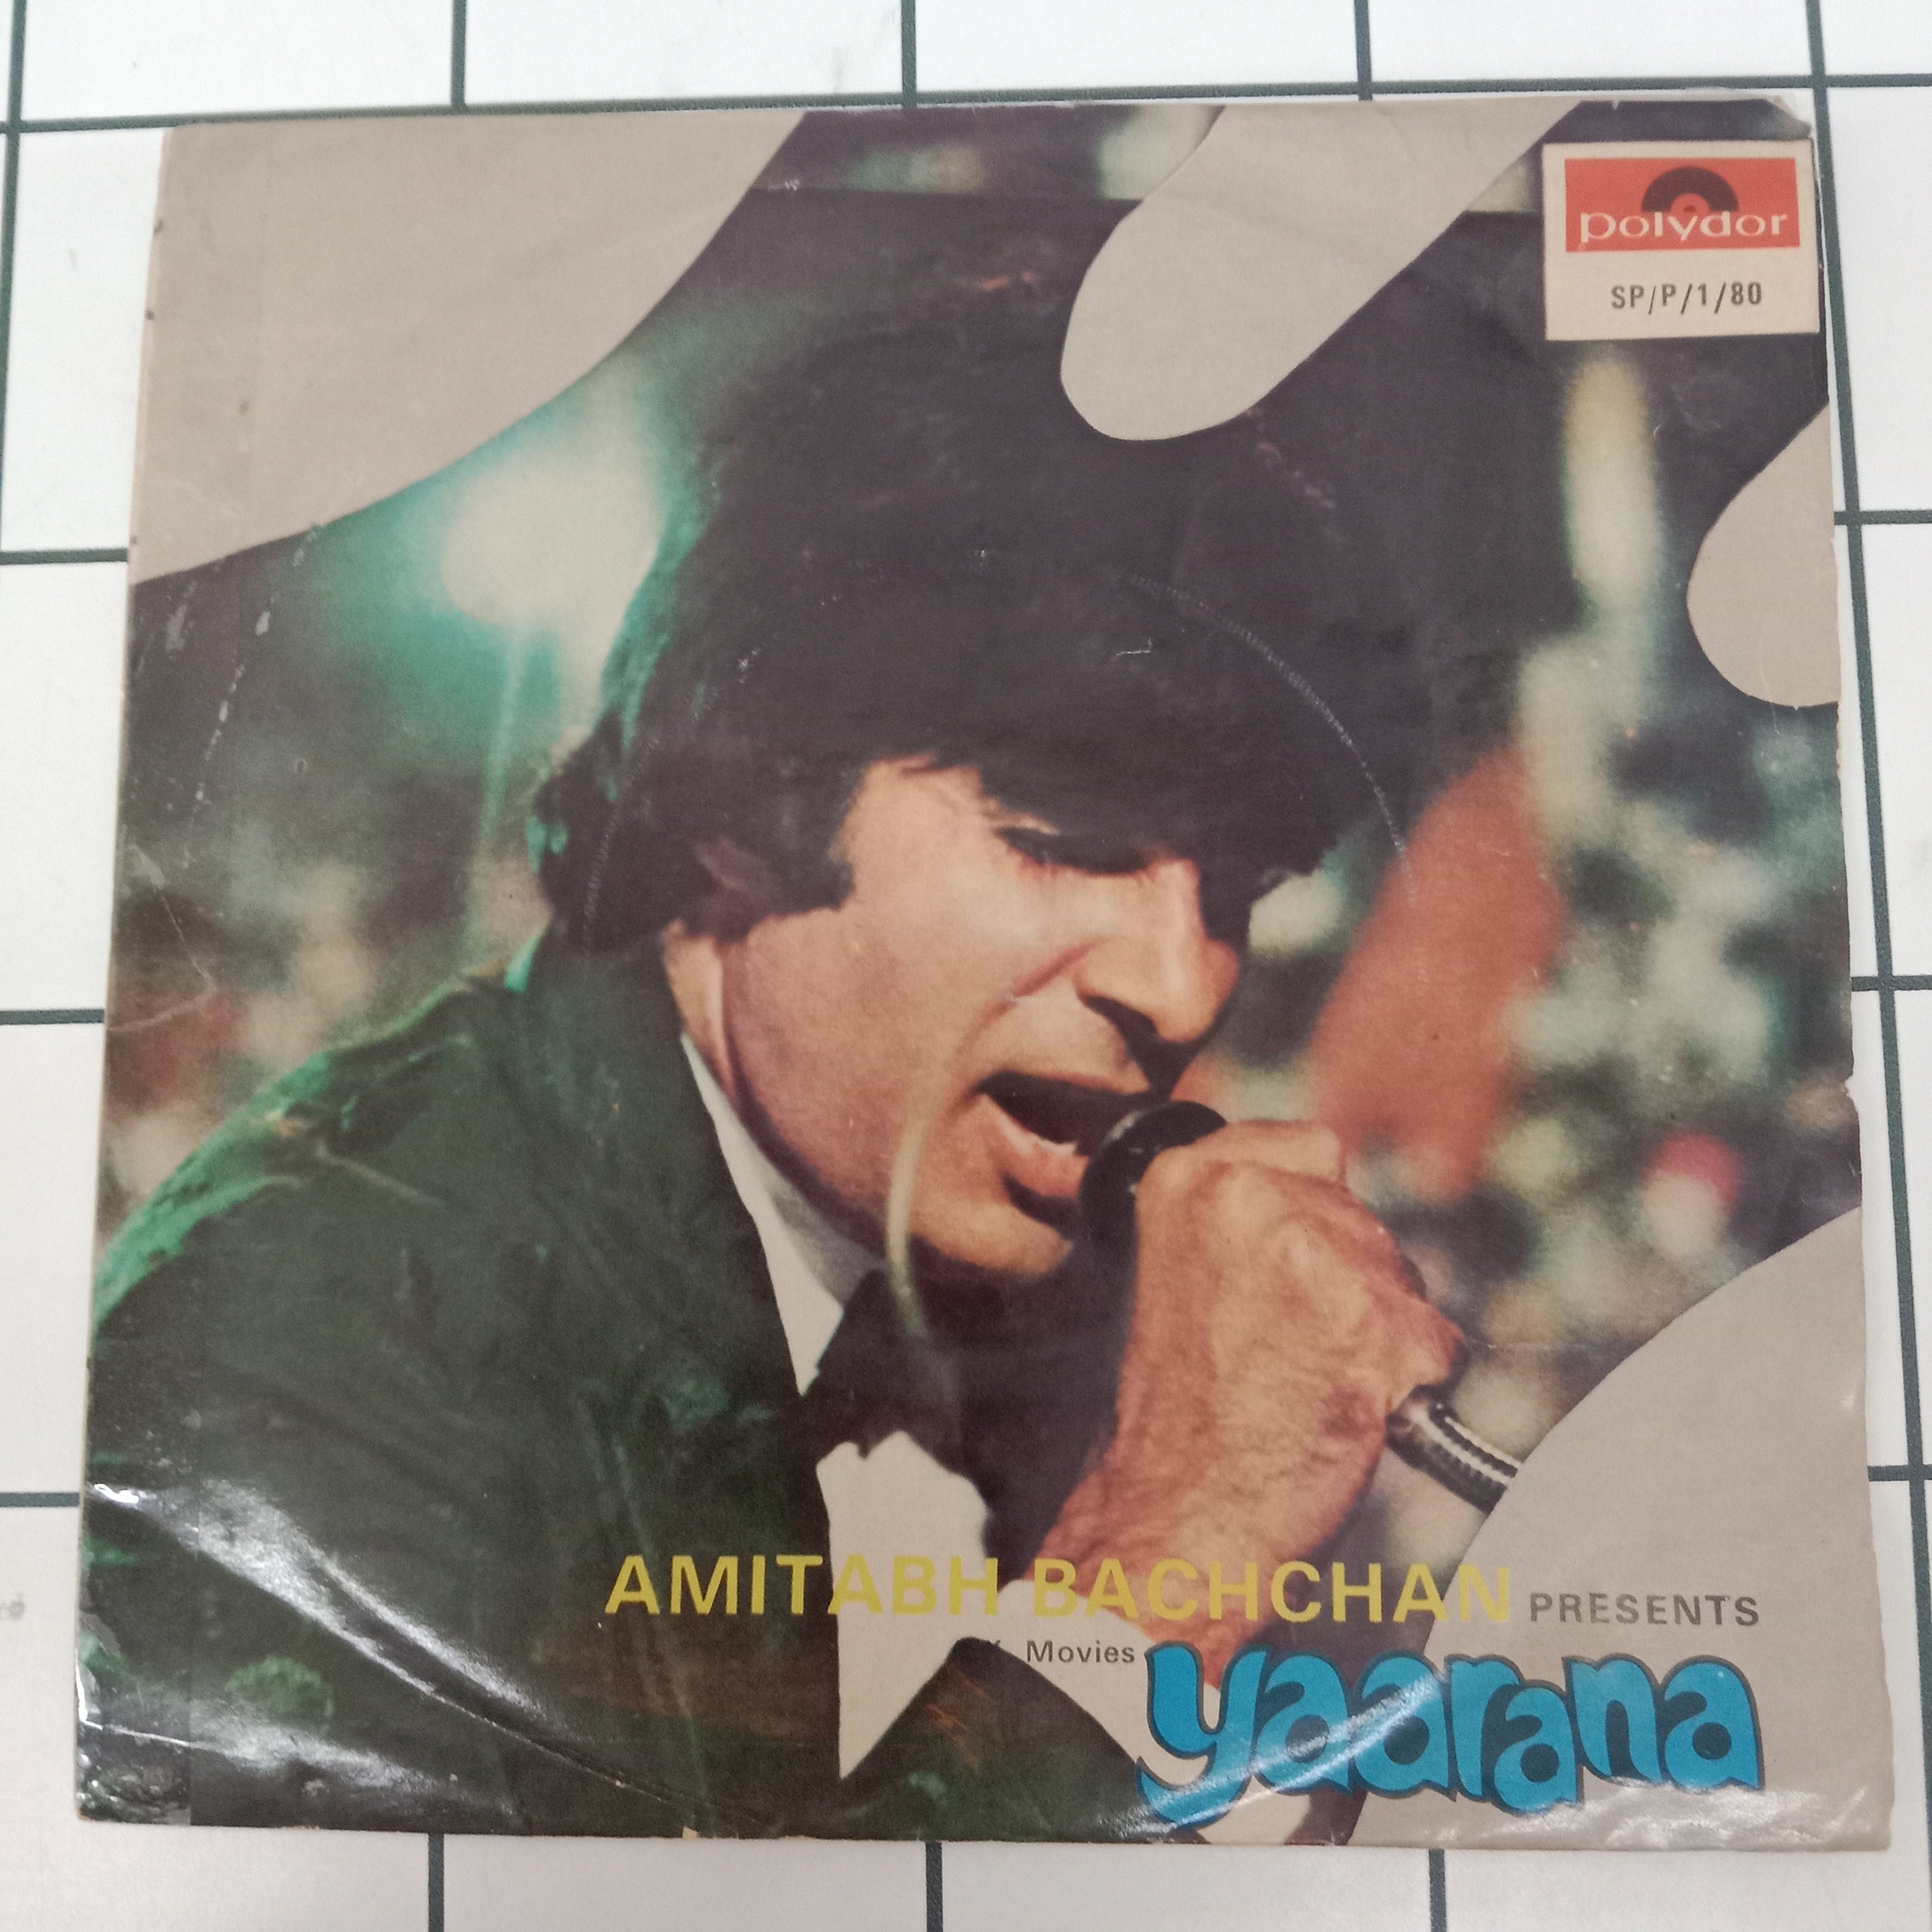 polydor
SP/P/1/80
AMITABH BACHCHAN PRESENTS
Movies
yaarana